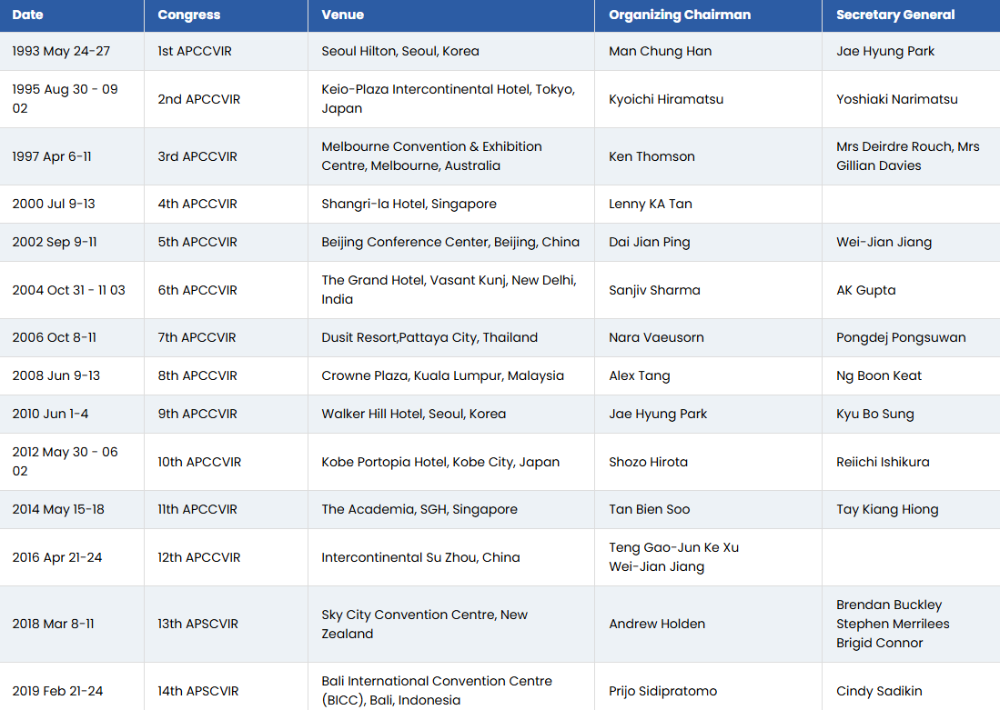 Date Congress Venue Organizing Chairman Secretary General
1993 May 24-27 1st APCCVIR Seoul Hilton, Seoul, Korea Man Chung Han Jae Hyung Park
1995 Aug 30 - 09
02
2nd APCCVIR
Keio-Plaza Intercontinental Hotel, Tokyo,
Japan
Kyoichi Hiramatsu
Yoshiaki Narimatsu
1997 Apr 6-11
3rd APCCVIR
Melbourne Convention & Exhibition
Centre, Melbourne, Australia
Ken Thomson
Mrs Deirdre Rouch, Mrs
Gillian Davies
2000 Jul 9-13 4th APCCVIR Shangri-la Hotel, Singapore Lenny KA Tan
2002 Sep 9-11 5th APCCVIR Beijing Conference Center, Beijing, China Dai Jian Ping Wei-Jian Jiang
2004 Oct 31 - 11 03
6th APCCVIR
The Grand Hotel, Vasant Kunj, New Delhi,
India
Sanjiv Sharma
AK Gupta
2006 Oct 8-11 7th APCCVIR Dusit Resort,Pattaya City, Thailand Nara Vaeusorn Pongdej Pongsuwan
2008 Jun 9-13 8th APCCVIR Crowne Plaza, Kuala Lumpur, Malaysia Alex Tang Ng Boon Keat
2010 Jun 1-4 9th APCCVIR Walker Hill Hotel, Seoul, Korea Jae Hyung Park Kyu Bo Sung
2012 May 30 - 06
02
10th APCCVIR
Kobe Portopia Hotel, Kobe City, Japan
Shozo Hirota
Reiichi Ishikura
2014 May 15-18 11th APCCVIR The Academia, SGH, Singapore Tan Bien Soo Tay Kiang Hiong
2016 Apr 21-24
12th APCCVIR
Intercontinental Su Zhou, China
Teng Gao-Jun Ke Xu
Wei-Jian Jiang
2018 Mar 8-11
13th APSCVIR
Sky City Convention Centre, New
Zealand
Andrew Holden
Brendan Buckley
Stephen Merrilees
Brigid Connor
2019 Feb 21-24
14th APSCVIR
Bali International Convention Centre
(BICC), Bali, Indonesia
Prijo Sidipratomo
Cindy Sadikin